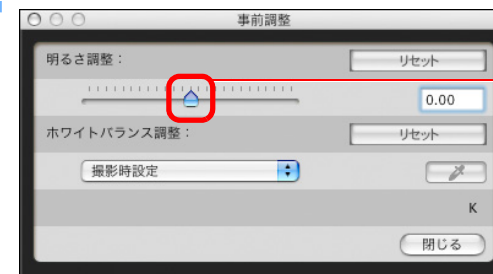 事前調整
明るさ調整： リセット
0.00
ホワイトバランス調整： リセット
撮影時設定
K
閉じる